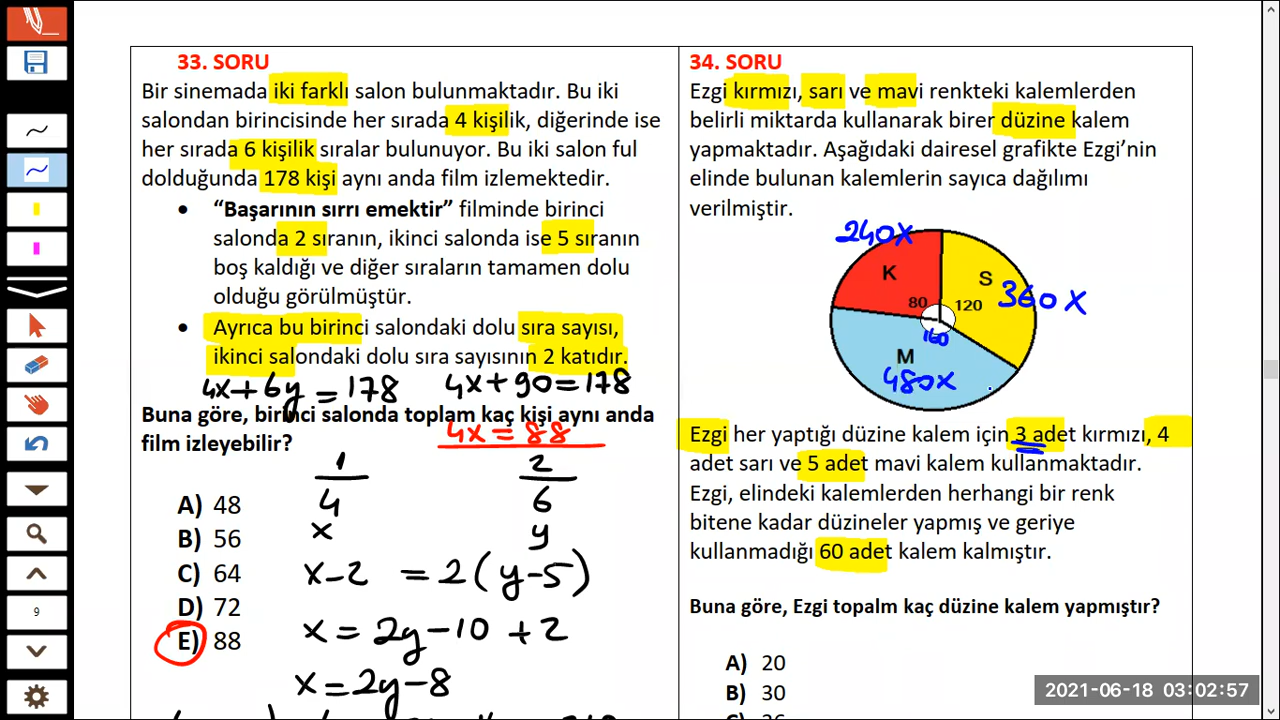 33. SORU
Bir sinemada iki farklı salon bulunmaktadır. Bu iki
salondan birincisinde her sırada 4 kişilik, diğerinde ise
her sırada 6 kişilik sıralar bulunuyor. Bu iki salon ful
dolduğunda 178 kişi aynı anda film izlemektedir.
• “Başarının sırrı emektir” filminde birinci
salonda 2 sıranın, ikinci salonda ise 5 sıranın
boş kaldığı ve diğer sıraların tamamen dolu
olduğu görülmüştür.
• Ayrıca bu birinci salondaki dolu sıra sayısı,
ikinci salondaki dolu sıra sayısının 2 katıdır.
4x+6y=178 4x+90=178
Buna göre, birinci salonda toplam kaç kişi aynı anda
film izleyebilir?
4x=88
1 2
4 6
x y
A) 48
B) 56
C) 64
D) 72
E) 88
x-2 =2(y-5)
x=2y-10+2
x=2y-8
34. SORU
Ezgi kırmızı, sarı ve mavi renkteki kalemlerden
belirli miktarda kullanarak birer düzine kalem
yapmaktadır. Aşağıdaki dairesel grafikte Ezgi’nin
elinde bulunan kalemlerin sayıca dağılımı
verilmiştir.
240x
K
S
360x
80
120
160
M
480x
Ezgi her yaptığı düzine kalem için 3 adet kırmızı, 4
adet sarı ve 5 adet mavi kalem kullanmaktadır.
Ezgi, elindeki kalemlerden herhangi bir renk
bitene kadar düzineler yapmış ve geriye
kullanmadığı 60 adet kalem kalmıştır.
Buna göre, Ezgi topalm kaç düzine kalem yapmıştır?
A) 20
B) 30
9
2021-06-18 03:02:57